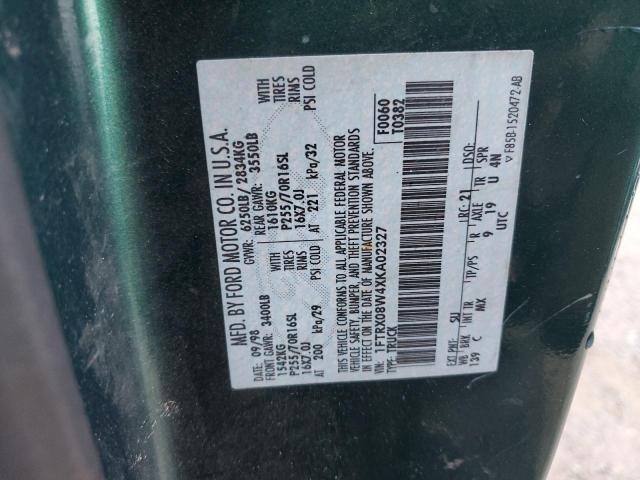 MFD. BY FORD MOTOR CO. IN U.S.A.
DATE: 09/98 GVWR: 6250LB/ 2834KG
FRONT GAWR: 3400LB REAR GAWR: 3550LB
1542KG 1610KG WITH
P255/70R16SL P255/70R16SL TIRES
16X7.0J 16X7.0J RIMS
AT 200 kPa/29 PSI COLD AT 221 kPa/32 PSI COLD
WITH
TIRES
RIMS
THIS VEHICLE CONFORMS TO ALL APPLICABLE FEDERAL MOTOR
VEHICLE SAFETY, BUMPER, AND THEFT PREVENTION STANDARDS
IN EFFECT ON THE DATE OF MANUFACTURE SHOWN ABOVE.
VIN: 1FTRX08W4XKA02327 F0060
TYPE: TRUCK T0382
EXT PNT: SU RC: 21 DSO:
WB BRK INT TR TP/PS R AXLE TR SPR
139 C MX 9 19 U 4N
UTC
F85B-1520472-AB